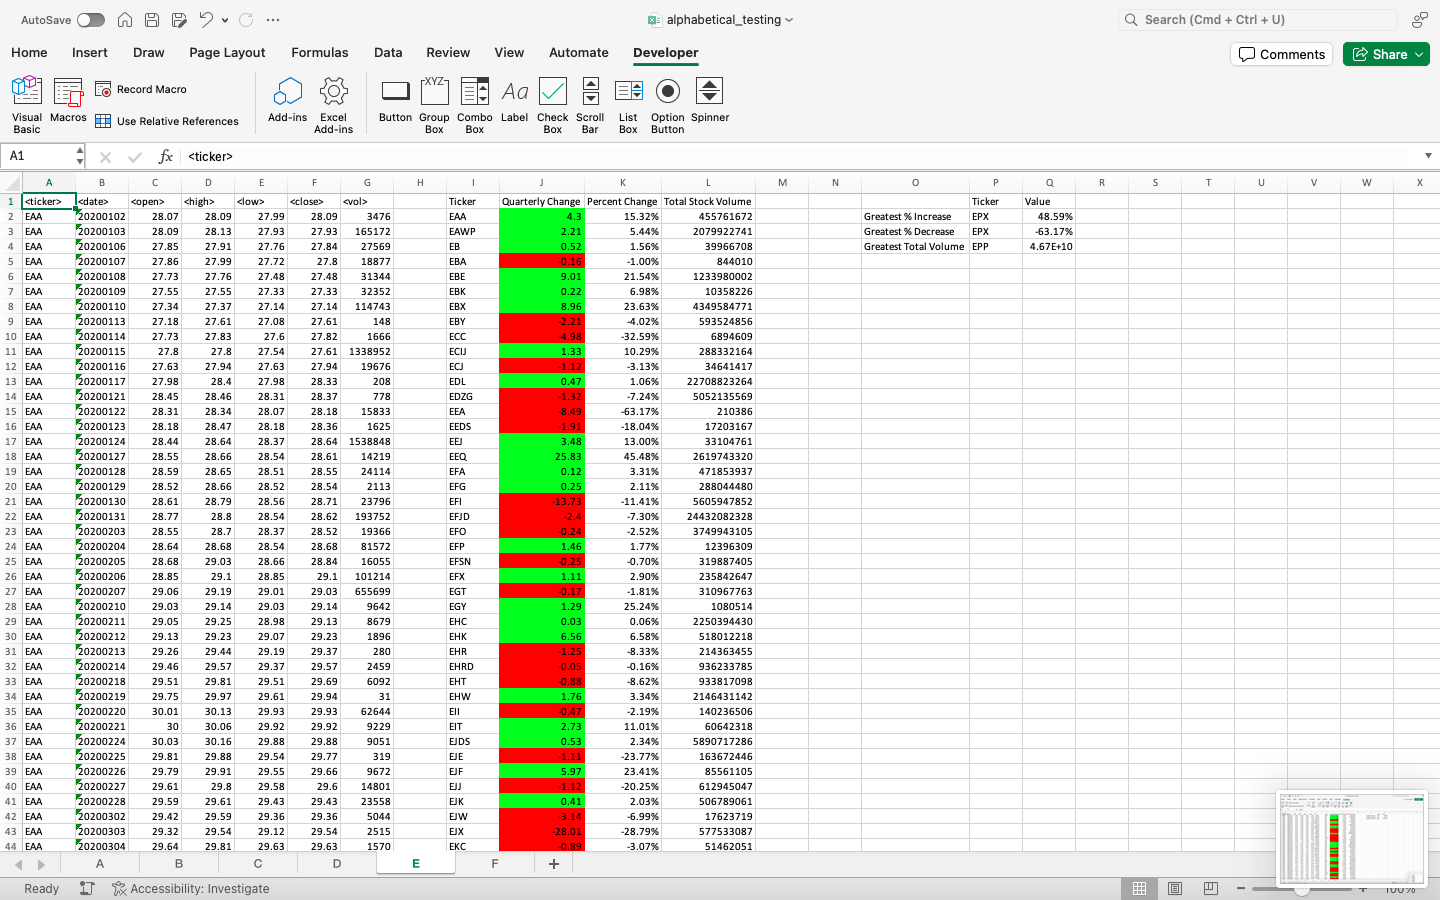 AutoSave
alphabetical_testing
Search (Cmd + Ctrl + U)
Home Insert Draw Page Layout Formulas Data Review View Automate Developer Comments Share
Visual Basic Macros Record Macro Use Relative References Add-ins Excel Add-ins Button Group Box Combo Box Label Check Box Scroll Bar List Box Option Button Spinner
XYZ Aa
A1 fx <ticker>
A B C D E F G H I J K L M N O P Q R S T U V W X
1 <ticker> <date> <open> <high> <low> <close> <vol> Ticker Quarterly Change Percent Change Total Stock Volume Ticker Value
2 EAA 20200102 28.07 28.09 27.99 28.09 3476 EAA 4.3 15.32% 455761672 Greatest % Increase EPX 48.59%
3 EAA 20200103 28.09 28.13 27.93 27.93 165172 EAWP 2.21 5.44% 2079922741 Greatest % Decrease EPX -63.17%
4 EAA 20200106 27.85 27.91 27.76 27.84 27569 EB 0.52 1.56% 39966708 Greatest Total Volume EPP 4.67E+10
5 EAA 20200107 27.86 27.99 27.72 27.8 18877 EBA -0.16 -1.00% 844010
6 EAA 20200108 27.73 27.76 27.48 27.48 31344 EBE 9.01 21.54% 1233980002
7 EAA 20200109 27.55 27.55 27.33 27.33 32352 EBK 0.22 6.98% 10358226
8 EAA 20200110 27.34 27.37 27.14 27.14 114743 EBX 8.96 23.63% 4349584771
9 EAA 20200113 27.18 27.61 27.08 27.61 148 EBY -2.21 -4.02% 593524856
10 EAA 20200114 27.73 27.83 27.6 27.82 1666 ECC -4.98 -32.59% 6894609
11 EAA 20200115 27.8 27.8 27.54 27.61 1338952 ECIJ 1.33 10.29% 288332164
12 EAA 20200116 27.63 27.94 27.63 27.94 19676 ECJ -1.12 -3.13% 34641417
13 EAA 20200117 27.98 28.4 27.98 28.33 208 EDL 0.47 1.06% 22708823264
14 EAA 20200121 28.45 28.46 28.31 28.37 778 EDZG -1.32 -7.24% 5052135569
15 EAA 20200122 28.31 28.34 28.07 28.18 15833 EEA -8.49 -63.17% 210386
16 EAA 20200123 28.18 28.47 28.18 28.36 1625 EEDS -1.91 -18.04% 17203167
17 EAA 20200124 28.44 28.64 28.37 28.64 1538848 EEJ 3.48 13.00% 33104761
18 EAA 20200127 28.55 28.66 28.54 28.61 14219 EEQ 25.83 45.48% 2619743320
19 EAA 20200128 28.59 28.65 28.51 28.55 24114 EFA 0.12 3.31% 471853937
20 EAA 20200129 28.52 28.66 28.52 28.54 2113 EFG 0.25 2.11% 288044480
21 EAA 20200130 28.61 28.79 28.56 28.71 23796 EFI -13.73 -11.41% 5605947852
22 EAA 20200131 28.77 28.8 28.54 28.62 193752 EFJD -2.4 -7.30% 24432082328
23 EAA 20200203 28.55 28.7 28.37 28.52 19366 EFO -0.24 -2.52% 3749943105
24 EAA 20200204 28.64 28.68 28.54 28.68 81572 EFP 1.46 1.77% 12396309
25 EAA 20200205 28.68 29.03 28.66 28.84 16055 EFSN -0.25 -0.70% 319887405
26 EAA 20200206 28.85 29.1 28.85 29.1 101214 EFX 1.11 2.90% 235842647
27 EAA 20200207 29.06 29.19 29.01 29.03 655699 EGT -0.17 -1.81% 310967763
28 EAA 20200210 29.03 29.14 29.03 29.14 9642 EGY 1.29 25.24% 1080514
29 EAA 20200211 29.05 29.25 28.98 29.13 8679 EHC 0.03 0.06% 2250394430
30 EAA 20200212 29.13 29.23 29.07 29.23 1896 EHK 6.56 6.58% 518012218
31 EAA 20200213 29.26 29.44 29.19 29.37 280 EHR -1.25 -8.33% 214363455
32 EAA 20200214 29.46 29.57 29.37 29.57 2459 EHRD -0.05 -0.16% 936233785
33 EAA 20200218 29.51 29.81 29.51 29.69 6092 EHT -0.88 -8.62% 933817098
34 EAA 20200219 29.75 29.97 29.61 29.94 31 EHW 1.76 3.34% 2146431142
35 EAA 20200220 30.01 30.13 29.93 29.93 62644 EII -0.47 -2.19% 140236506
36 EAA 20200221 30 30.06 29.92 29.92 9229 EIT 2.73 11.01% 60642318
37 EAA 20200224 30.03 30.16 29.88 29.88 9051 EJDS 0.53 2.34% 5890717286
38 EAA 20200225 29.81 29.88 29.54 29.77 319 EJE -1.11 -23.77% 163672446
39 EAA 20200226 29.79 29.91 29.55 29.66 9672 EJF 5.97 23.41% 85561105
40 EAA 20200227 29.61 29.8 29.58 29.6 14801 EJJ -1.12 -20.25% 612945047
41 EAA 20200228 29.59 29.61 29.43 29.43 23558 EJK 0.41 2.03% 506789061
42 EAA 20200302 29.42 29.59 29.36 29.36 5044 EJW -3.14 -6.99% 17623719
43 EAA 20200303 29.32 29.54 29.12 29.54 2515 EJX -28.01 -28.79% 577533087
44 EAA 20200304 29.64 29.81 29.63 29.63 1570 EKC -0.89 -3.07% 51462051
A B C D E F +
Ready Accessibility: Investigate 100%